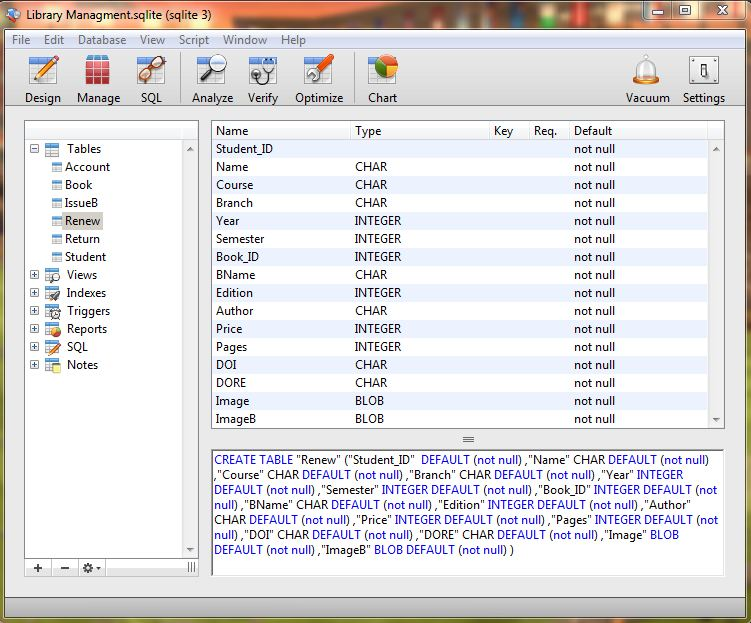 Library Managment.sqlite (sqlite 3)
File Edit Database View Script Window Help
Design Manage SQL Analyze Verify Optimize Chart Vacuum Settings
Tables
Account
Book
IssueB
Renew
Return
Student
Views
Indexes
Triggers
Reports
SQL
Notes
Name Type Key Req. Default
Student_ID not null
Name CHAR not null
Course CHAR not null
Branch CHAR not null
Year INTEGER not null
Semester INTEGER not null
Book_ID INTEGER not null
BName CHAR not null
Edition INTEGER not null
Author CHAR not null
Price INTEGER not null
Pages INTEGER not null
DOI CHAR not null
DORE CHAR not null
Image BLOB not null
ImageB BLOB not null
CREATE TABLE "Renew" ("Student_ID"  DEFAULT (not null) ,"Name" CHAR DEFAULT (not null)
,"Course" CHAR DEFAULT (not null) ,"Branch" CHAR DEFAULT (not null) ,"Year" INTEGER
DEFAULT (not null) ,"Semester" INTEGER DEFAULT (not null) ,"Book_ID" INTEGER DEFAULT (not
null) ,"BName" CHAR DEFAULT (not null) ,"Edition" INTEGER DEFAULT (not null) ,"Author"
CHAR DEFAULT (not null) ,"Price" INTEGER DEFAULT (not null) ,"Pages" INTEGER DEFAULT (not
null) ,"DOI" CHAR DEFAULT (not null) ,"DORE" CHAR DEFAULT (not null) ,"Image" BLOB
DEFAULT (not null) ,"ImageB" BLOB DEFAULT (not null) )